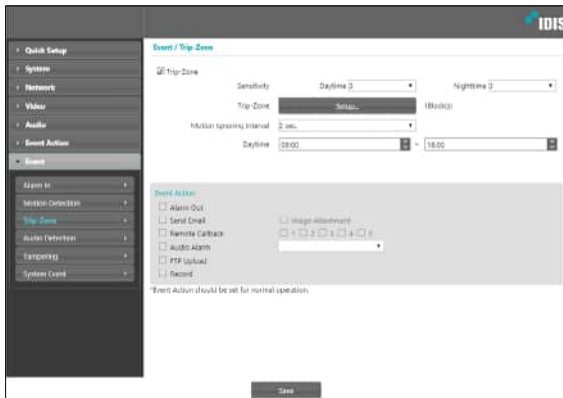 IDIS
Quick Setup
System
Network
Video
Audio
Event Action
Event
Alarm In
Motion Detection
Trip-Zone
Audio Detection
Tampering
System Event
Event / Trip-Zone
Trip-Zone
Sensitivity Daytime 3 Nighttime 3
Trip-Zone Setup... 1Block(s)
Motion Ignoring Interval 2 sec.
Daytime 09:00 ~ 18:00
Event Action
Alarm Out
Send Email Image Attachment
Remote Callback 1 2 3 4 5
Audio Alarm
FTP Upload
Record
*Event Action should be set for normal operation.
Save